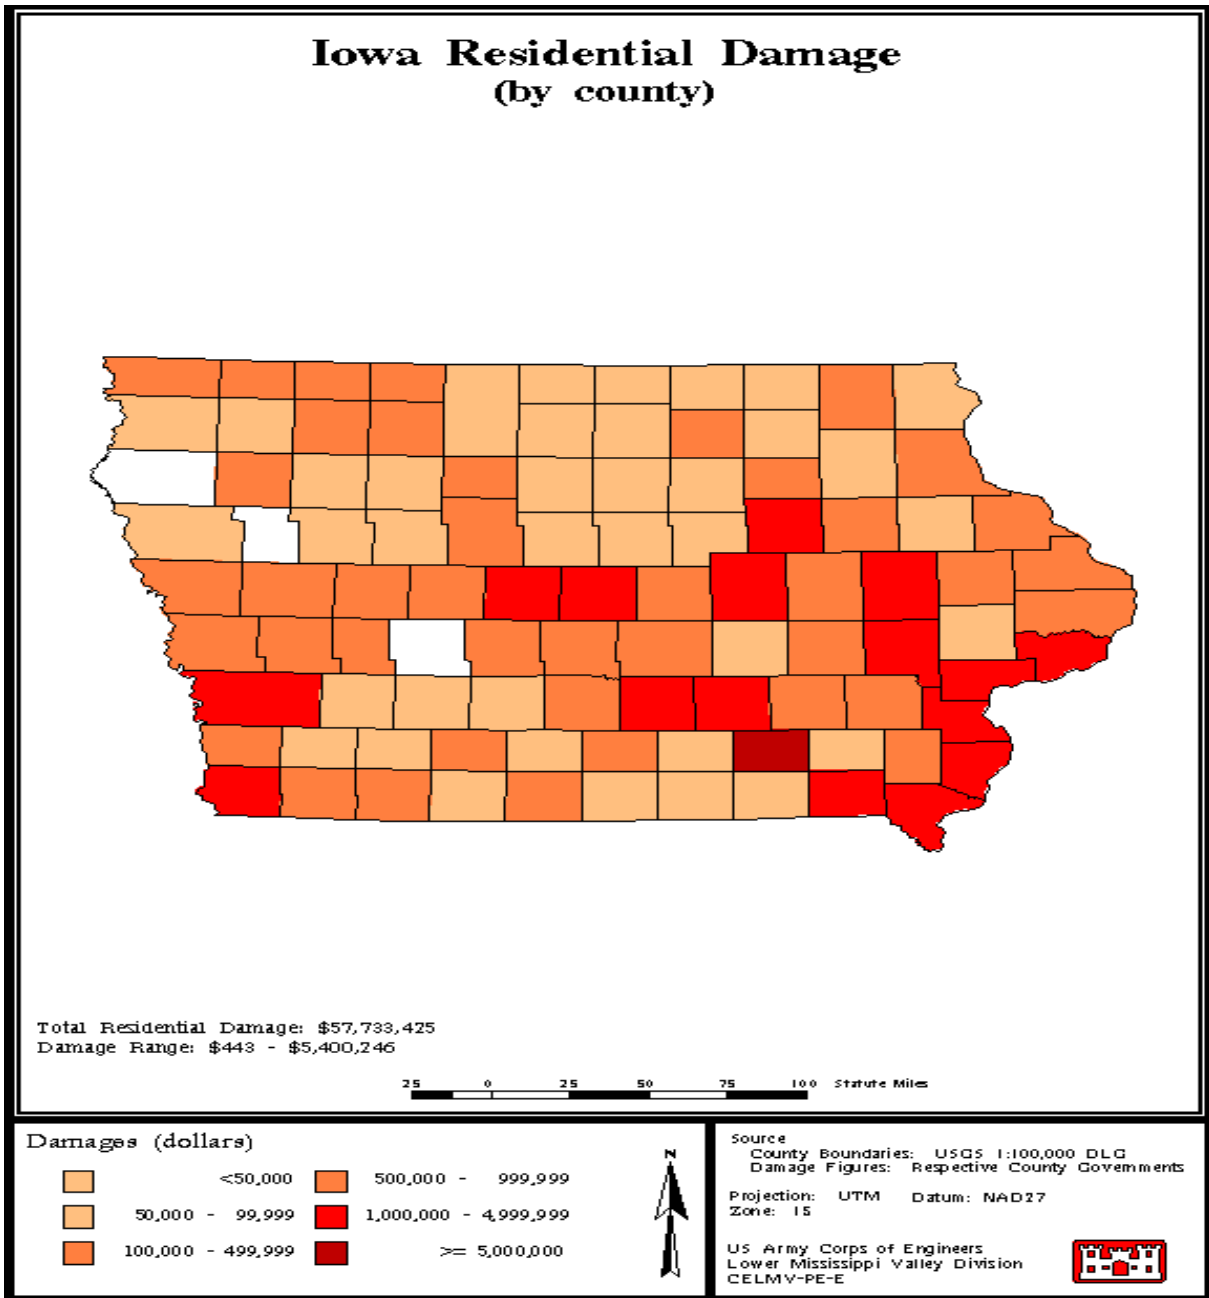 Iowa Residential Damage
(by county)
Total Residential Damage: $57,733,425
Damage Range: $443 - $5,400,246
25 0 25 50 75 100 Statute Miles
Damages (dollars)
<50,000
50,000 - 99,999
100,000 - 499,999
500,000 - 999,999
1,000,000 - 4,999,999
>= 5,000,000
N
Source
County Boundaries: USGS 1:100,000 DLG
Damage Figures: Respective County Governments
Projection: UTM Datum: NAD27
Zone: 15
US Army Corps of Engineers
Lower Mississippi Valley Division
CELMV-PE-E